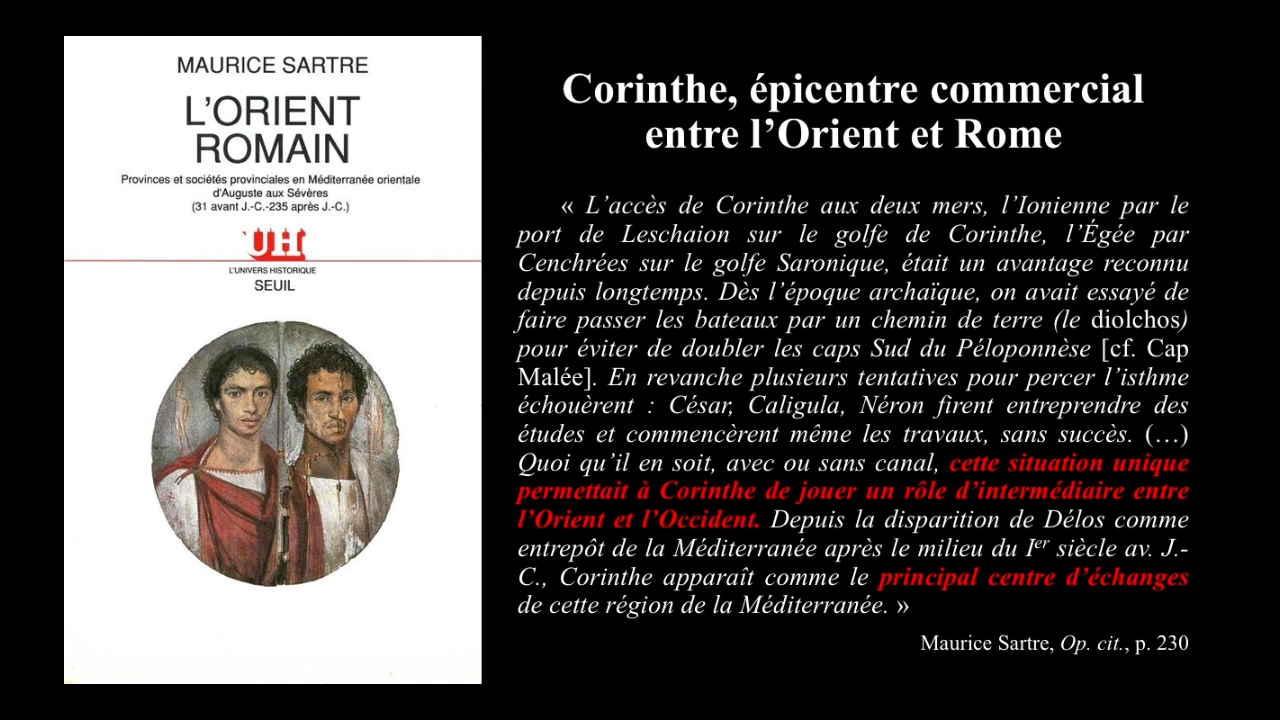 MAURICE SARTRE
L'ORIENT
ROMAIN
Provinces et sociétés provinciales en Méditerranée orientale
d'Auguste aux Sévères
(31 avant J.-C.-235 après J.-C.)
UH
L'UNIVERS HISTORIQUE
SEUIL
Corinthe, épicentre commercial
entre l’Orient et Rome
« L’accès de Corinthe aux deux mers, l’Ionienne par le
port de Leschaion sur le golfe de Corinthe, l’Égée par
Cenchrées sur le golfe Saronique, était un avantage reconnu
depuis longtemps. Dès l’époque archaïque, on avait essayé de
faire passer les bateaux par un chemin de terre (le diolchos)
pour éviter de doubler les caps Sud du Péloponnèse [cf. Cap
Malée]. En revanche plusieurs tentatives pour percer l’isthme
échouèrent : César, Caligula, Néron firent entreprendre des
études et commencèrent même les travaux, sans succès. (…)
Quoi qu’il en soit, avec ou sans canal, cette situation unique
permettait à Corinthe de jouer un rôle d’intermédiaire entre
l’Orient et l’Occident. Depuis la disparition de Délos comme
entrepôt de la Méditerranée après le milieu du Ier siècle av. J.-
C., Corinthe apparaît comme le principal centre d’échanges
de cette région de la Méditerranée. »
Maurice Sartre, Op. cit., p. 230